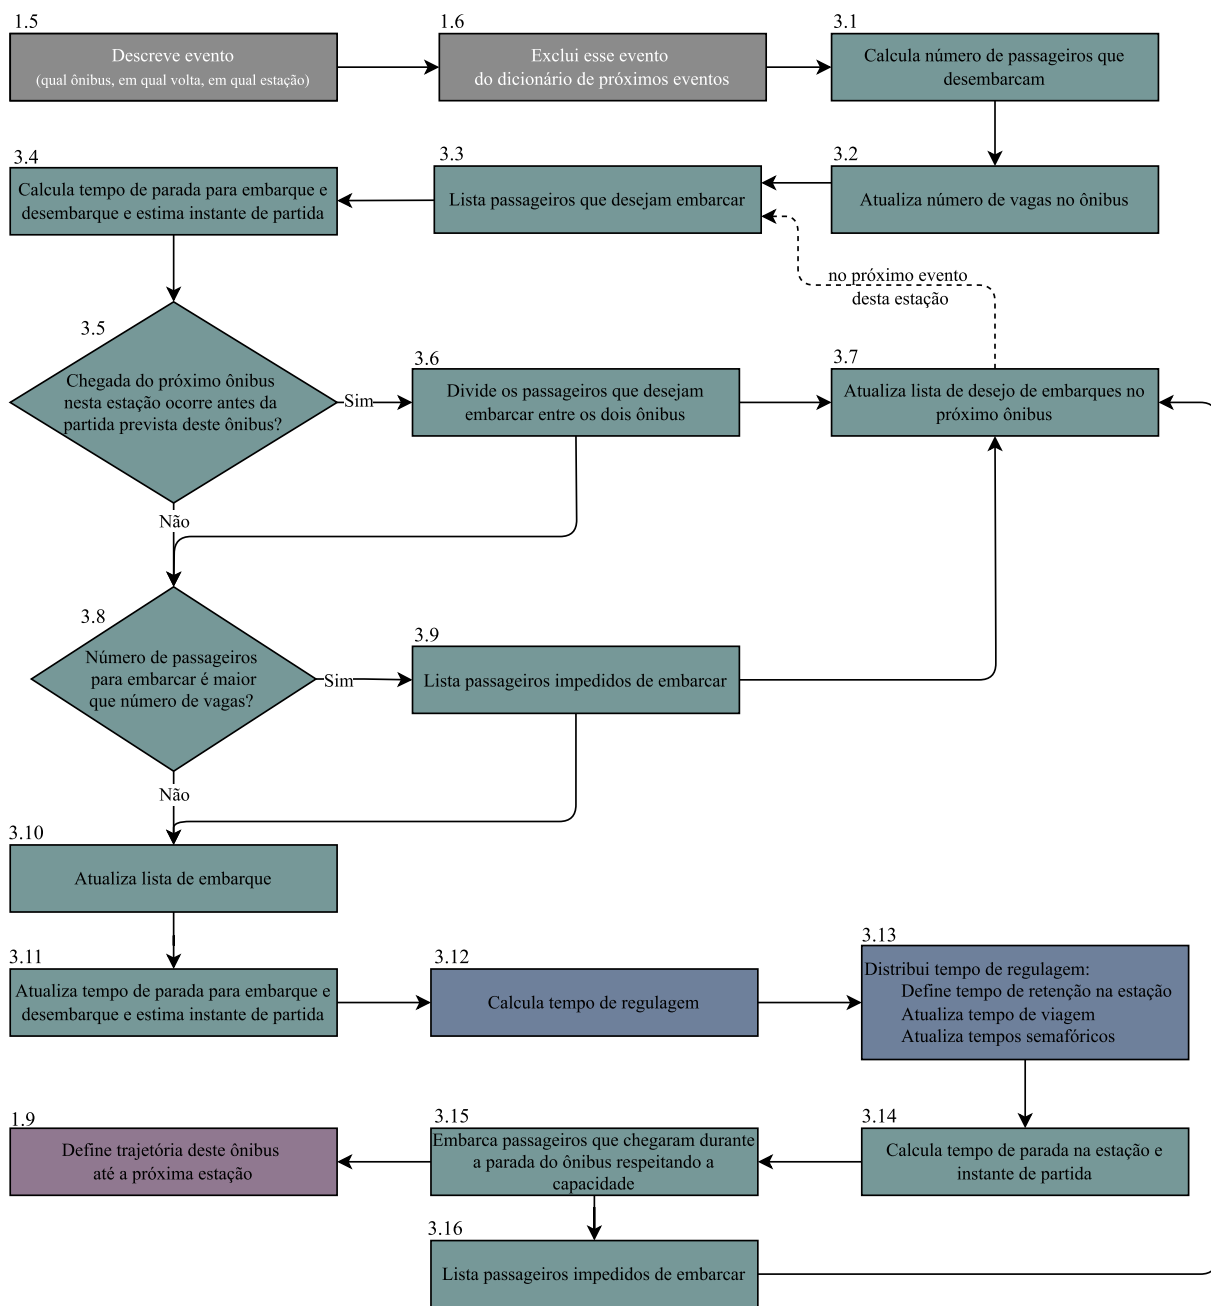 1.5
Descreve evento
(qual ônibus, em qual volta, em qual estação)
1.6
Exclui esse evento
do dicionário de próximos eventos
3.1
Calcula número de passageiros que
desembarcam
3.4
Calcula tempo de parada para embarque e
desembarque e estima instante de partida
3.3
Lista passageiros que desejam embarcar
3.2
Atualiza número de vagas no ônibus
no próximo evento
desta estação
3.5
Chegada do próximo ônibus
nesta estação ocorre antes da
partida prevista deste ônibus?
Sim
3.6
Divide os passageiros que desejam
embarcar entre os dois ônibus
3.7
Atualiza lista de desejo de embarques no
próximo ônibus
Não
3.8
Número de passageiros
para embarcar é maior
que número de vagas?
Sim
3.9
Lista passageiros impedidos de embarcar
Não
3.10
Atualiza lista de embarque
3.11
Atualiza tempo de parada para embarque e
desembarque e estima instante de partida
3.12
Calcula tempo de regulagem
3.13
Distribui tempo de regulagem:
Define tempo de retenção na estação
Atualiza tempo de viagem
Atualiza tempos semafóricos
1.9
Define trajetória deste ônibus
até a próxima estação
3.15
Embarca passageiros que chegaram durante
a parada do ônibus respeitando a
capacidade
3.14
Calcula tempo de parada na estação e
instante de partida
3.16
Lista passageiros impedidos de embarcar